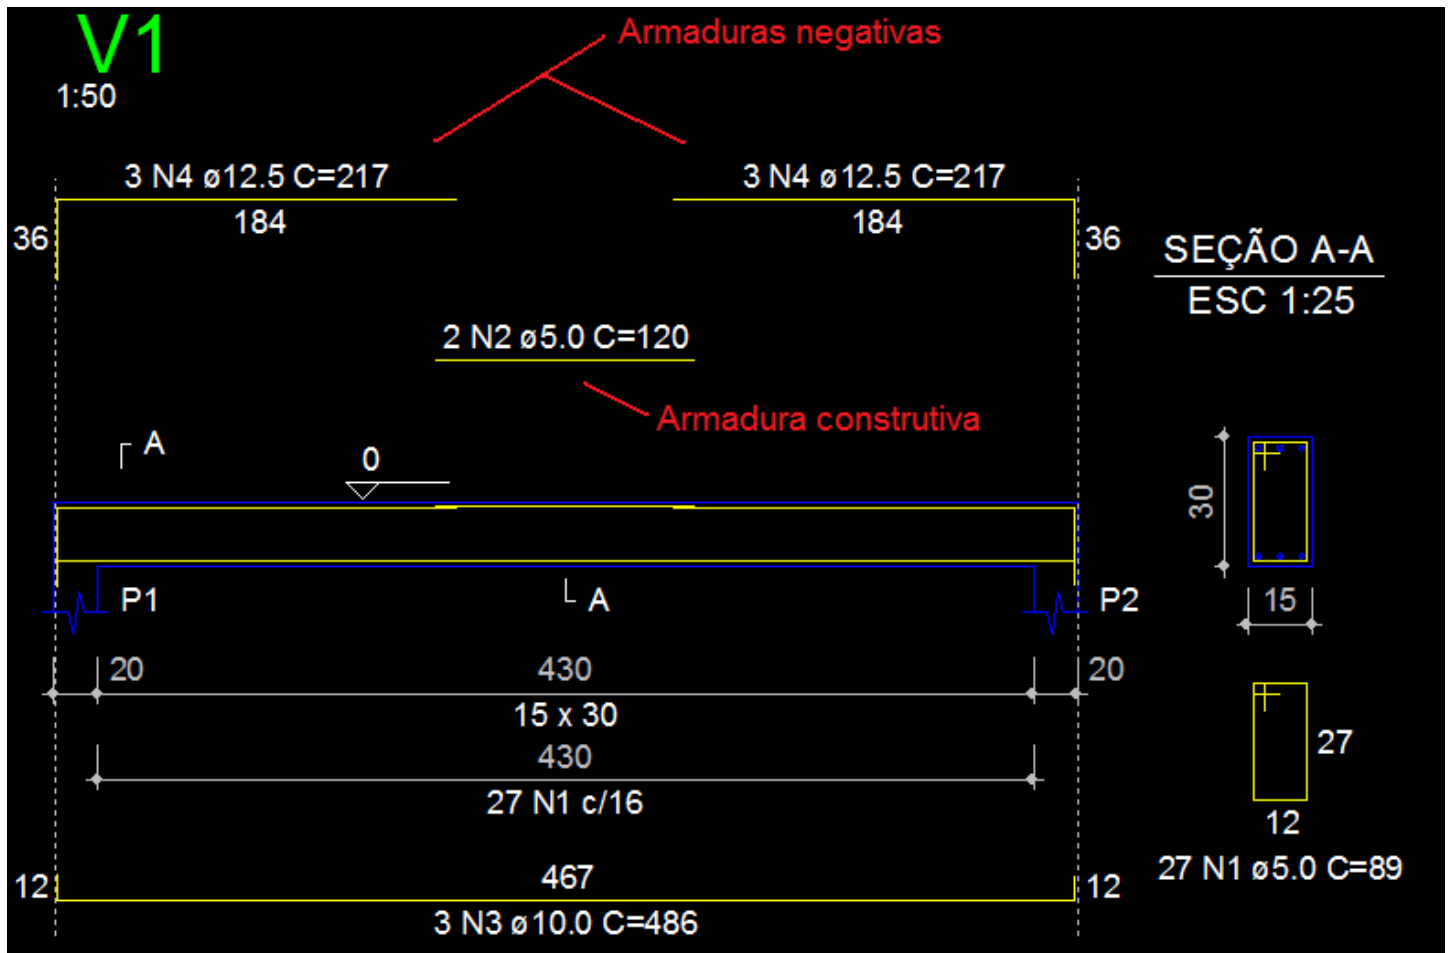 V1
1:50
Armaduras negativas
3 N4 ø12.5 C=217
184
36
3 N4 ø12.5 C=217
184
36
SEÇÃO A-A
ESC 1:25
2 N2 ø5.0 C=120
Armadura construtiva
A
0
30
15
P1
A
P2
20
430
20
15 x 30
430
27 N1 c/16
27
12
27 N1 ø5.0 C=89
12
467
12
3 N3 ø10.0 C=486